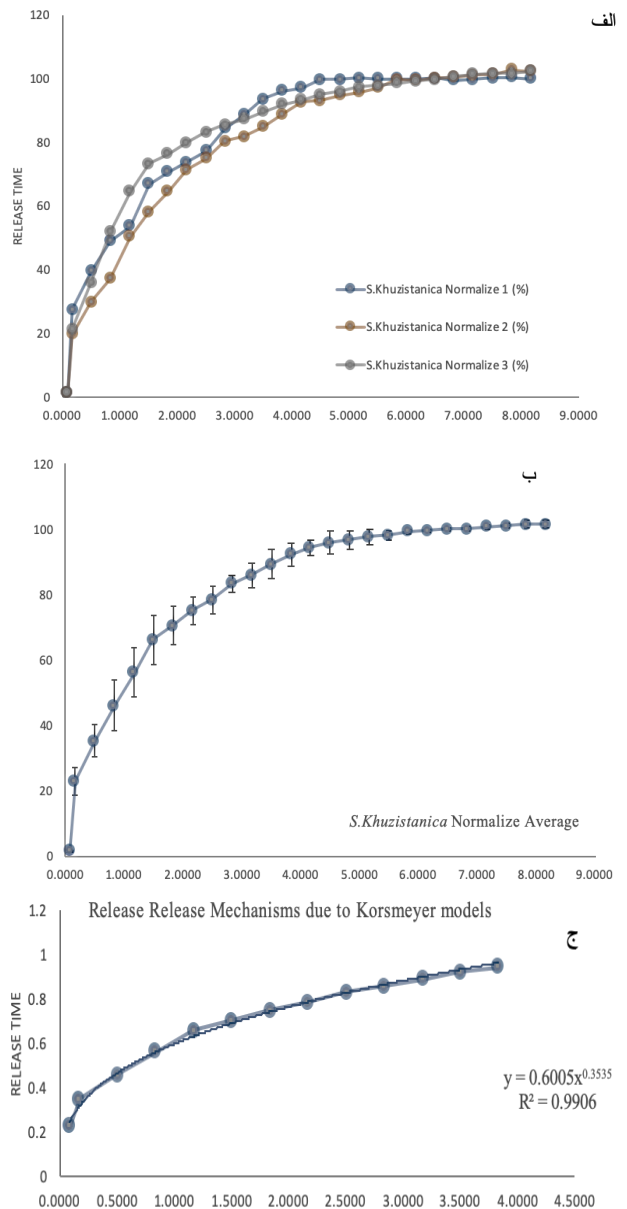 الف
120
100
80
60
40
20
0
RELEASE TIME
S.Khuzistanica Normalize 1 (%)
S.Khuzistanica Normalize 2 (%)
S.Khuzistanica Normalize 3 (%)
0.0000 1.0000 2.0000 3.0000 4.0000 5.0000 6.0000 7.0000 8.0000 9.0000
ب
120
100
80
60
40
20
0
S.Khuzistanica Normalize Average
0.0000 1.0000 2.0000 3.0000 4.0000 5.0000 6.0000 7.0000 8.0000 9.0000
Release Release Mechanisms due to Korsmeyer models
ج
1.2
1
0.8
0.6
0.4
0.2
0
RELEASE TIME
y = 0.6005x^0.3535
R² = 0.9906
0.0000 0.5000 1.0000 1.5000 2.0000 2.5000 3.0000 3.5000 4.0000 4.5000